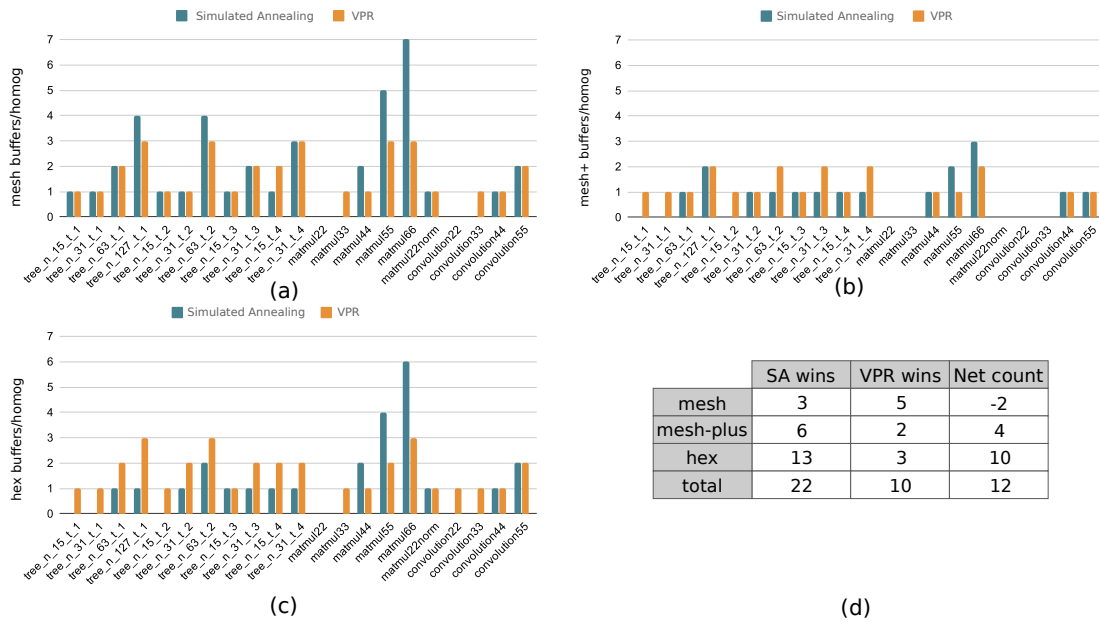 Simulated Annealing VPR
7
6
5
4
3
2
1
0
mesh buffers/homog
tree_n_15_t_1
tree_n_31_t_1
tree_n_63_t_1
tree_n_127_t_1
tree_n_15_t_2
tree_n_31_t_2
tree_n_63_t_2
tree_n_15_t_3
tree_n_31_t_3
tree_n_15_t_4
tree_n_31_t_4
matmul22
matmul33
matmul44
matmul55
matmul66
matmul22norm
convolution22
convolution33
convolution44
convolution55
(a)
Simulated Annealing VPR
7
6
5
4
3
2
1
0
mesh+ buffers/homog
tree_n_15_t_1
tree_n_31_t_1
tree_n_63_t_1
tree_n_127_t_1
tree_n_15_t_2
tree_n_31_t_2
tree_n_63_t_2
tree_n_15_t_3
tree_n_31_t_3
tree_n_15_t_4
tree_n_31_t_4
matmul22
matmul33
matmul44
matmul55
matmul66
matmul22norm
convolution22
convolution33
convolution44
convolution55
(b)
Simulated Annealing VPR
7
6
5
4
3
2
1
0
hex buffers/homog
tree_n_15_t_1
tree_n_31_t_1
tree_n_63_t_1
tree_n_127_t_1
tree_n_15_t_2
tree_n_31_t_2
tree_n_63_t_2
tree_n_15_t_3
tree_n_31_t_3
tree_n_15_t_4
tree_n_31_t_4
matmul22
matmul33
matmul44
matmul55
matmul66
matmul22norm
convolution22
convolution33
convolution44
convolution55
(c)
SA wins VPR wins Net count
mesh 3 5 -2
mesh-plus 6 2 4
hex 13 3 10
total 22 10 12
(d)